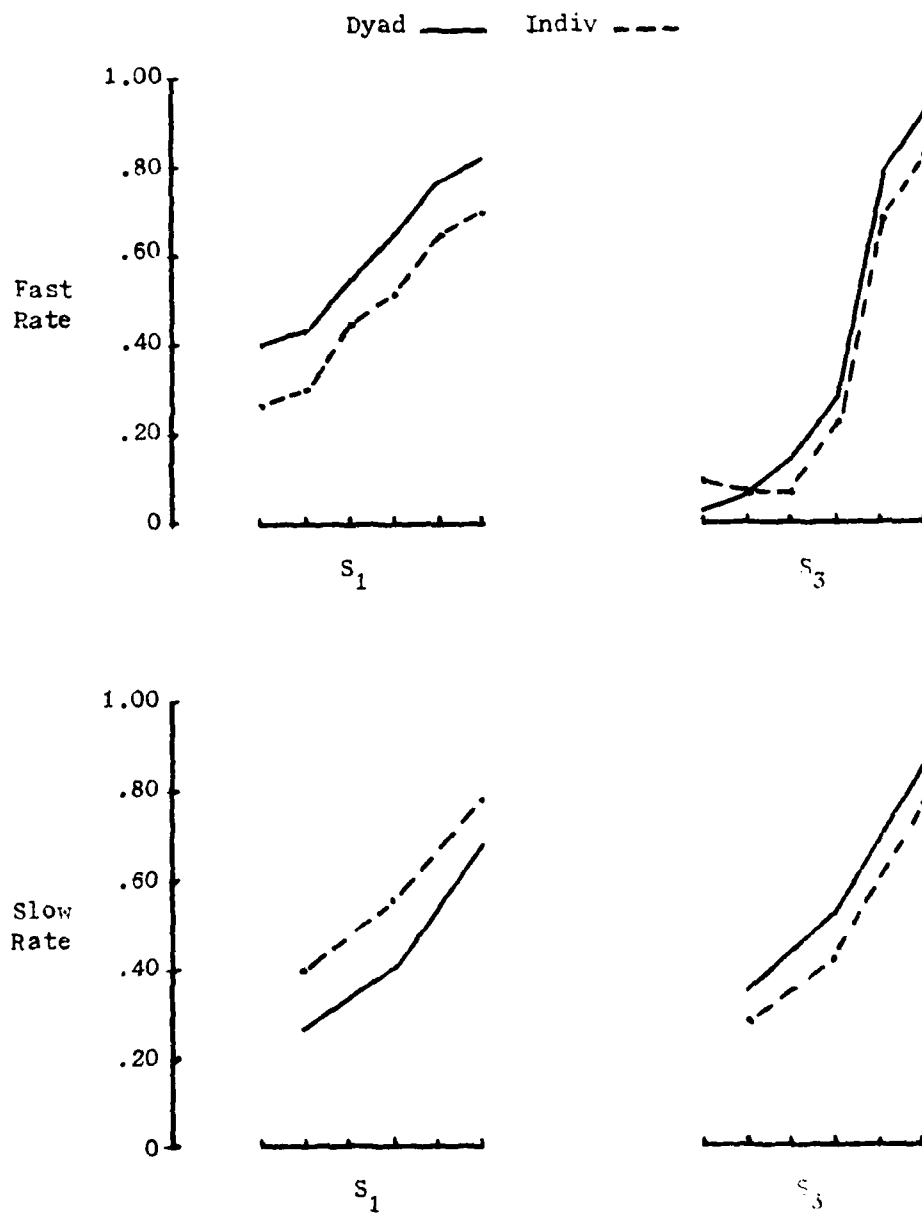 Dyad Indiv
1.00
.80
.60
Fast
Rate
.40
.20
0
S1 S3
1.00
.80
.60
Slow
Rate
.40
.20
0
S1 S3